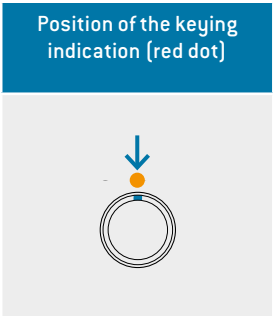 Position of the keying
indication (red dot)
–